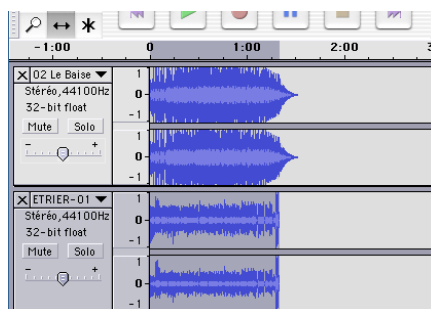 - 1:00 0 1:00 2:00 3
02 Le Baise
Stéréo,44100Hz
32-bit float
Mute Solo
- +
1
0-
-1
1
0-
-1
ETRIER-01
Stéréo,44100Hz
32-bit float
Mute Solo
- +
1
0-
-1
1
0-
-1